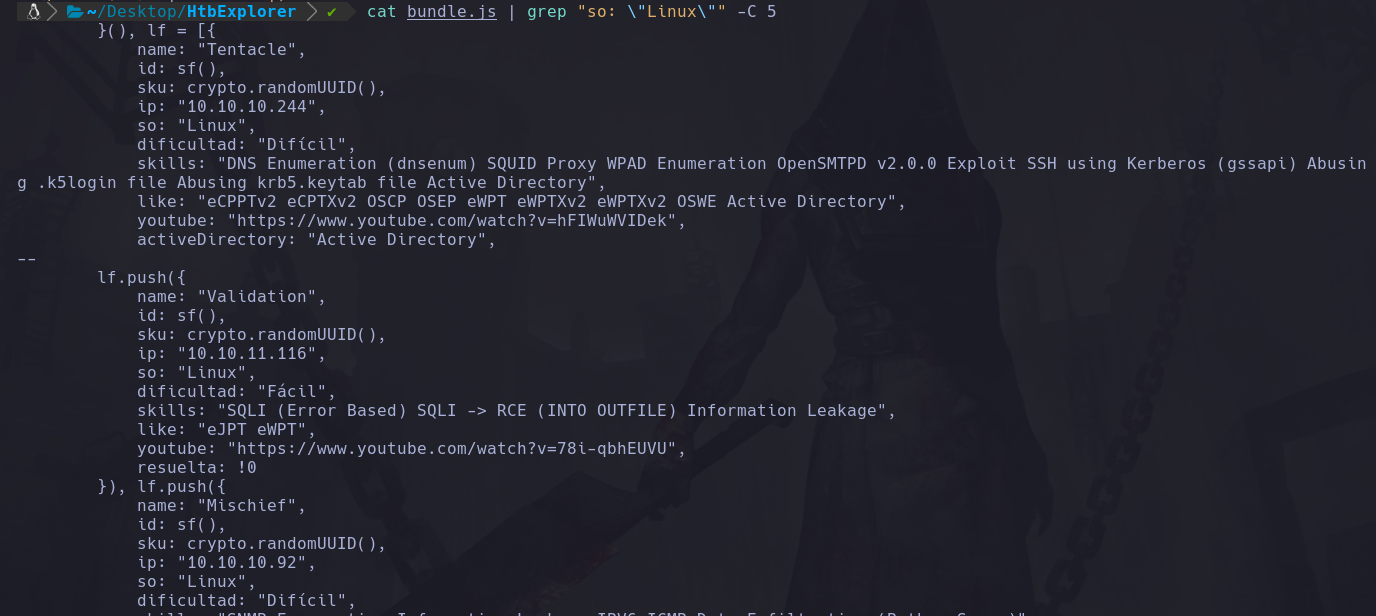 ~/Desktop/HtbExplorer ✔ cat bundle.js | grep "so: \"Linux\"" -C 5
}(), lf = [{
name: "Tentacle",
id: sf(),
sku: crypto.randomUUID(),
ip: "10.10.10.244",
so: "Linux",
dificultad: "Difícil",
skills: "DNS Enumeration (dnsenum) SQUID Proxy WPAD Enumeration OpenSMTPD v2.0.0 Exploit SSH using Kerberos (gssapi) Abusin
g .k5login file Abusing krb5.keytab file Active Directory",
like: "eCPPTv2 eCPTXv2 OSCP OSEP eWPT eWPTXv2 eWPTXv2 OSWE Active Directory",
youtube: "https://www.youtube.com/watch?v=hFIWuWVIDek",
activeDirectory: "Active Directory",
--
lf.push({
name: "Validation",
id: sf(),
sku: crypto.randomUUID(),
ip: "10.10.11.116",
so: "Linux",
dificultad: "Fácil",
skills: "SQLI (Error Based) SQLI -> RCE (INTO OUTFILE) Information Leakage",
like: "eJPT eWPT",
youtube: "https://www.youtube.com/watch?v=78i-qbhEUVU",
resuelta: !0
}), lf.push({
name: "Mischief",
id: sf(),
sku: crypto.randomUUID(),
ip: "10.10.10.92",
so: "Linux",
dificultad: "Difícil",